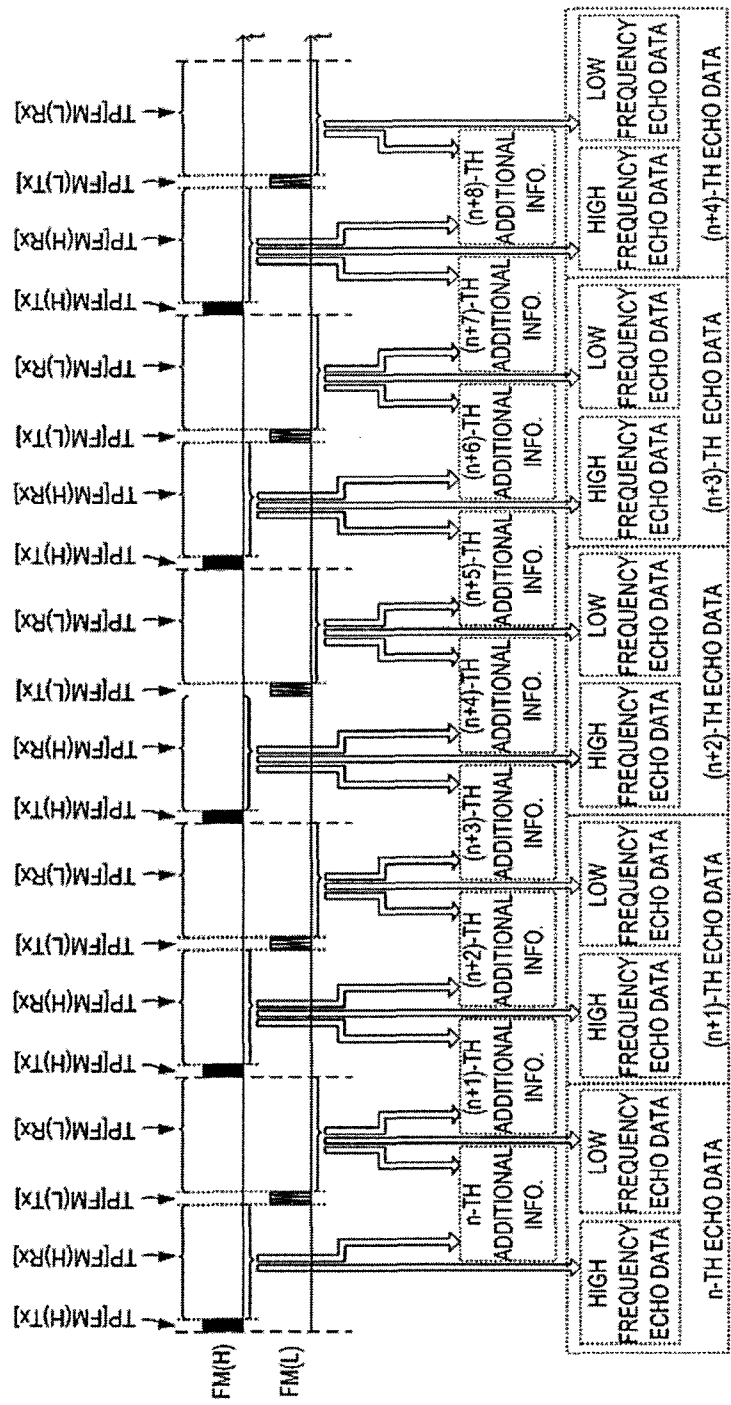 TP[FM(H)Tx]
TP[FM(H)Rx]
TP[FM(L)Tx]
TP[FM(L)Rx]
TP[FM(H)Tx]
TP[FM(H)Rx]
TP[FM(L)Tx]
TP[FM(L)Rx]
TP[FM(H)Tx]
TP[FM(H)Rx]
TP[FM(L)Tx]
TP[FM(L)Rx]
TP[FM(H)Tx]
TP[FM(H)Rx]
TP[FM(L)Tx]
TP[FM(L)Rx]
TP[FM(H)Tx]
TP[FM(H)Rx]
TP[FM(L)Tx]
TP[FM(L)Rx]
FM(H)
t
FM(L)
t
n-TH
ADDITIONAL
INFO.
(n+1)-TH
ADDITIONAL
INFO.
(n+2)-TH
ADDITIONAL
INFO.
(n+3)-TH
ADDITIONAL
INFO.
(n+4)-TH
ADDITIONAL
INFO.
(n+5)-TH
ADDITIONAL
INFO.
(n+6)-TH
ADDITIONAL
INFO.
(n+7)-TH
ADDITIONAL
INFO.
(n+8)-TH
ADDITIONAL
INFO.
HIGH
FREQUENCY
ECHO DATA
LOW
FREQUENCY
ECHO DATA
n-TH ECHO DATA
HIGH
FREQUENCY
ECHO DATA
LOW
FREQUENCY
ECHO DATA
(n+1)-TH ECHO DATA
HIGH
FREQUENCY
ECHO DATA
LOW
FREQUENCY
ECHO DATA
(n+2)-TH ECHO DATA
HIGH
FREQUENCY
ECHO DATA
LOW
FREQUENCY
ECHO DATA
(n+3)-TH ECHO DATA
HIGH
FREQUENCY
ECHO DATA
LOW
FREQUENCY
ECHO DATA
(n+4)-TH ECHO DATA